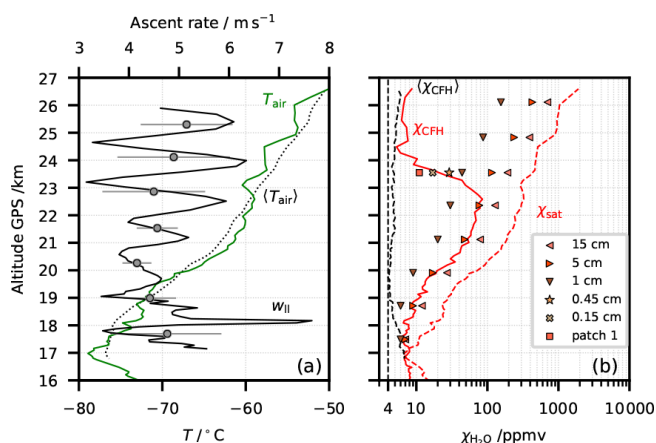 Ascent rate / m s⁻¹
3 4 5 6 7 8
27
26
25
24
23
22
21
20
19
18
17
16
Altitude GPS /km
T_air
⟨T_air⟩
w_ll
(a)
−80 −70 −60 −50
T / °C
⟨χ_CFH⟩
χ_CFH
χ_sat
15 cm
5 cm
1 cm
0.45 cm
0.15 cm
patch 1
(b)
4 10 100 1000 10000
χ_H₂O /ppmv